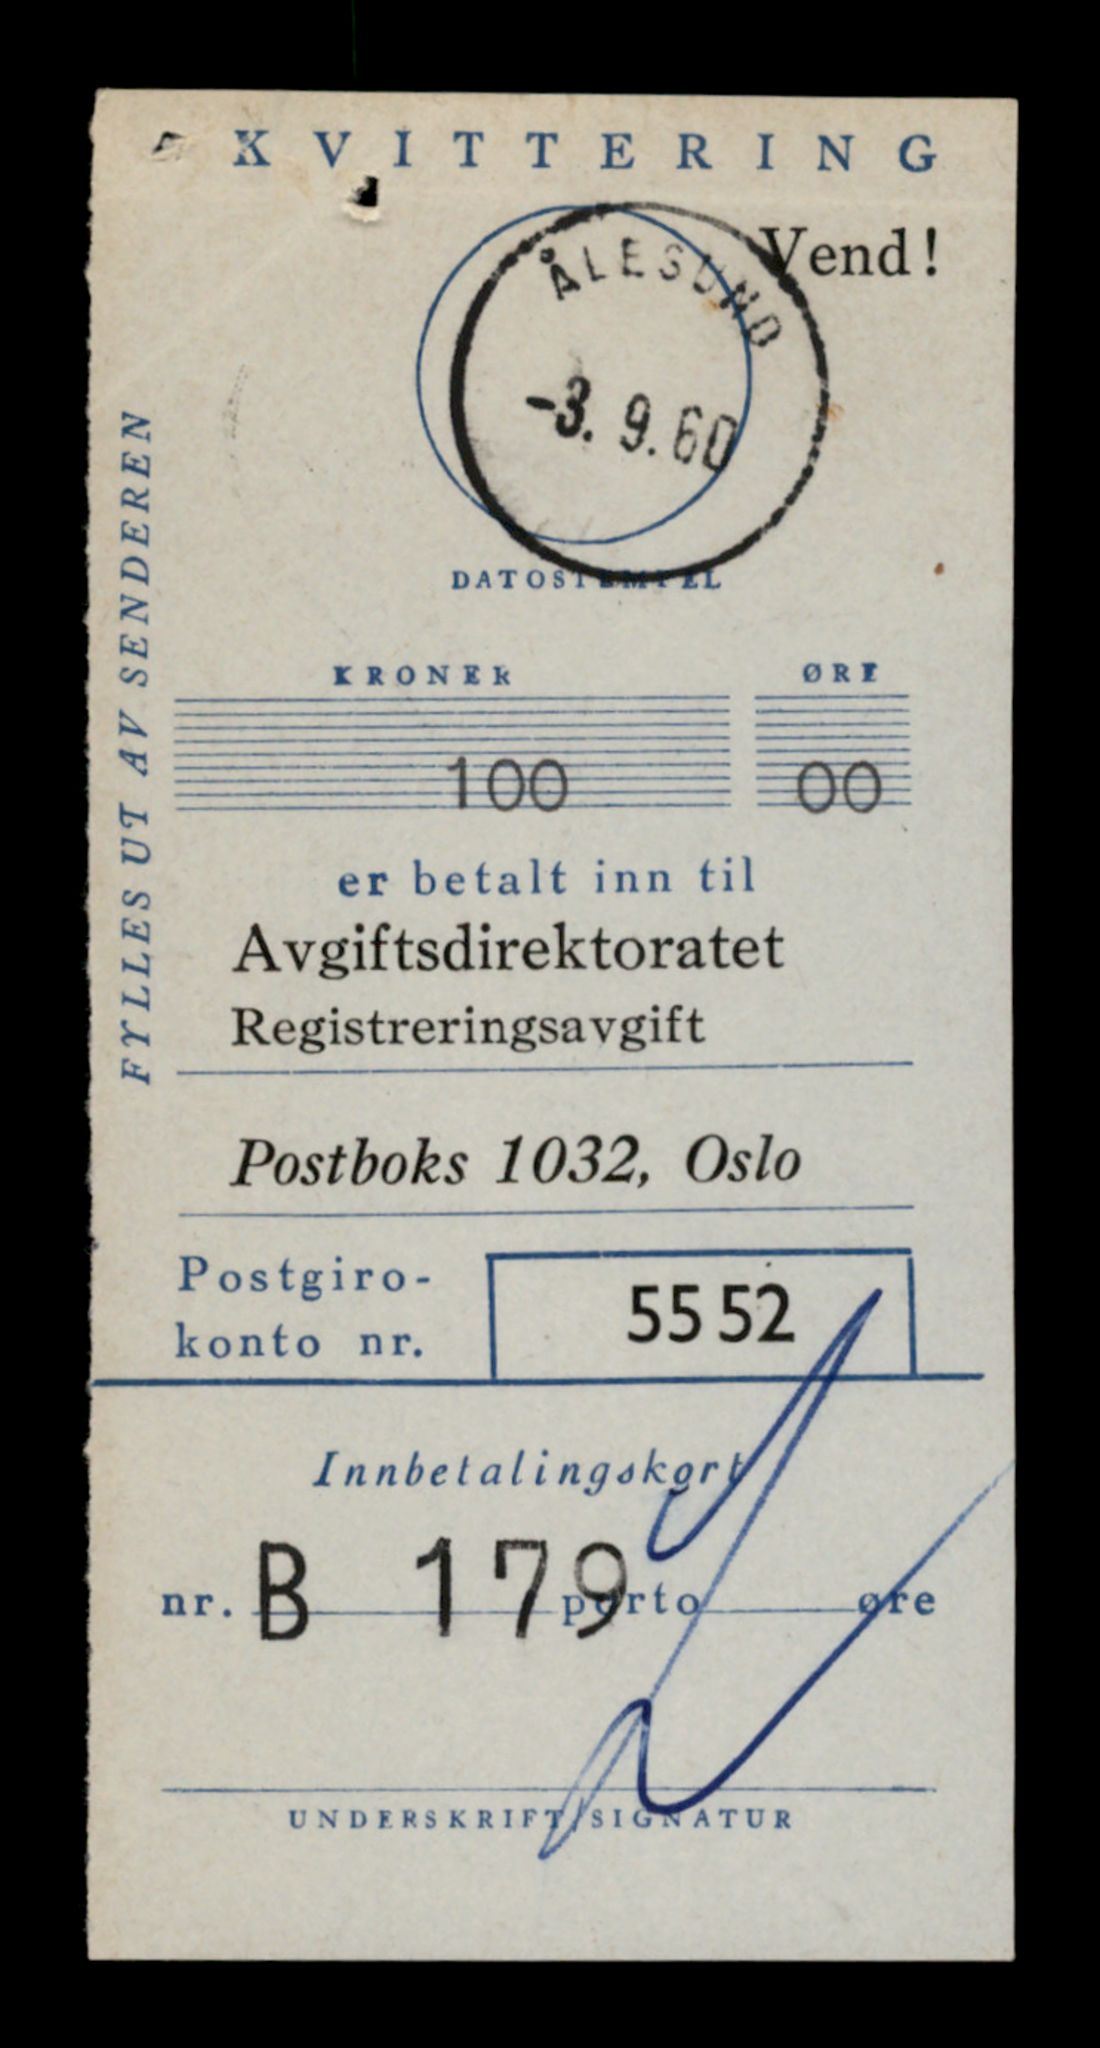 KVITTERING
Vend!
ÅLESUND
-3.9.60
DATOSTEMPEL
FYLLES UT AV SENDEREN
KRONER ØRE
100 00
er betalt inn til
Avgiftsdirektoratet
Registreringsavgift
Postboks 1032, Oslo
Postgiro-
konto nr. 5552
Innbetalingskort
nr. B 179 porto øre
UNDERSKRIFT/SIGNATUR